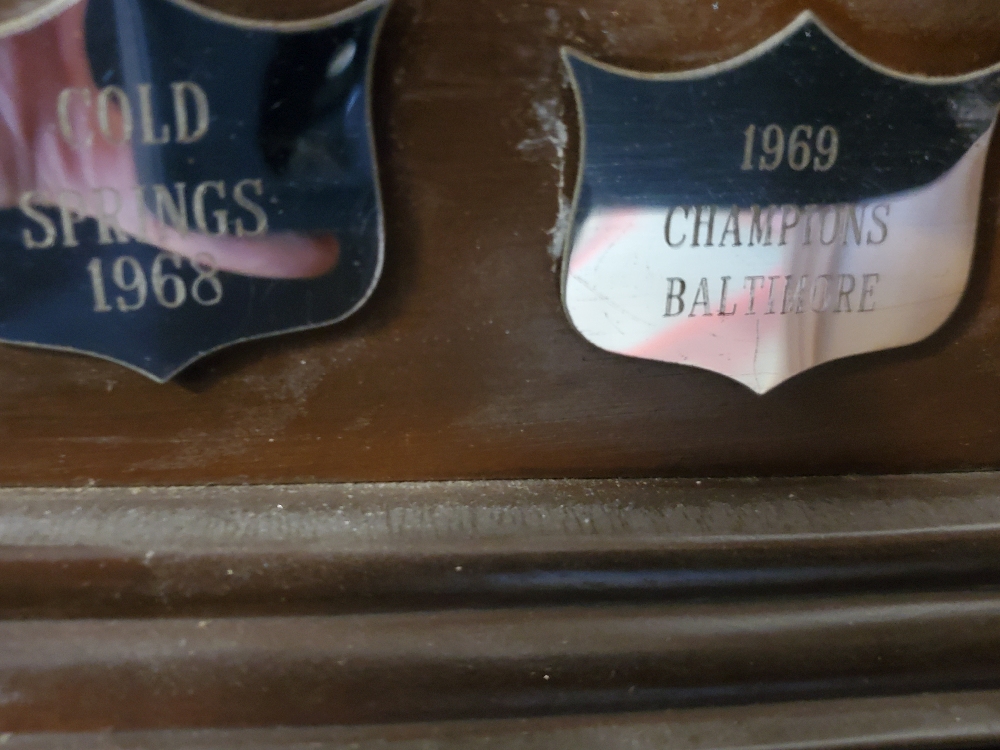 COLD
SPRINGS
1968
1969
CHAMPIONS
BALTIMORE